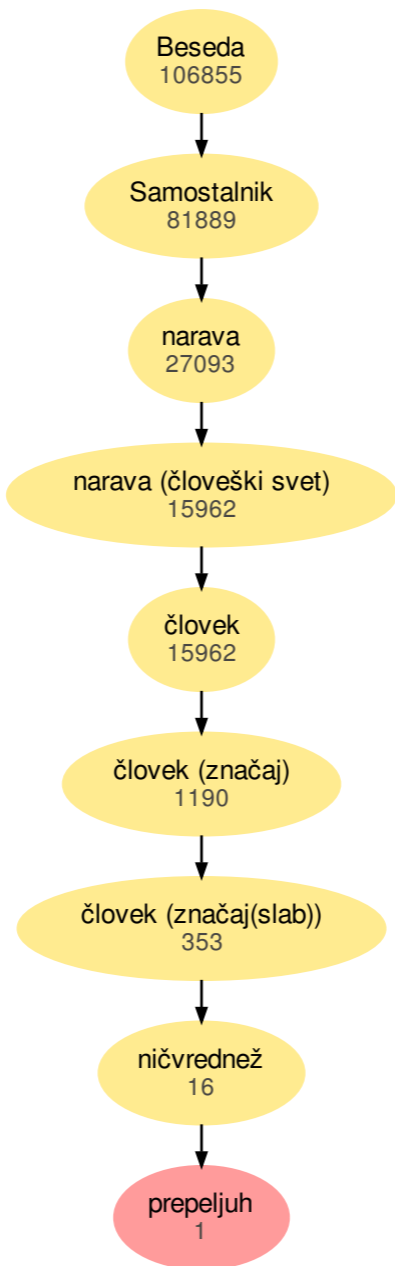 Beseda
106855
Samostalnik
81889
narava
27093
narava (človeški svet)
15962
človek
15962
človek (značaj)
1190
človek (značaj(slab))
353
ničvrednež
16
prepeljuh
1